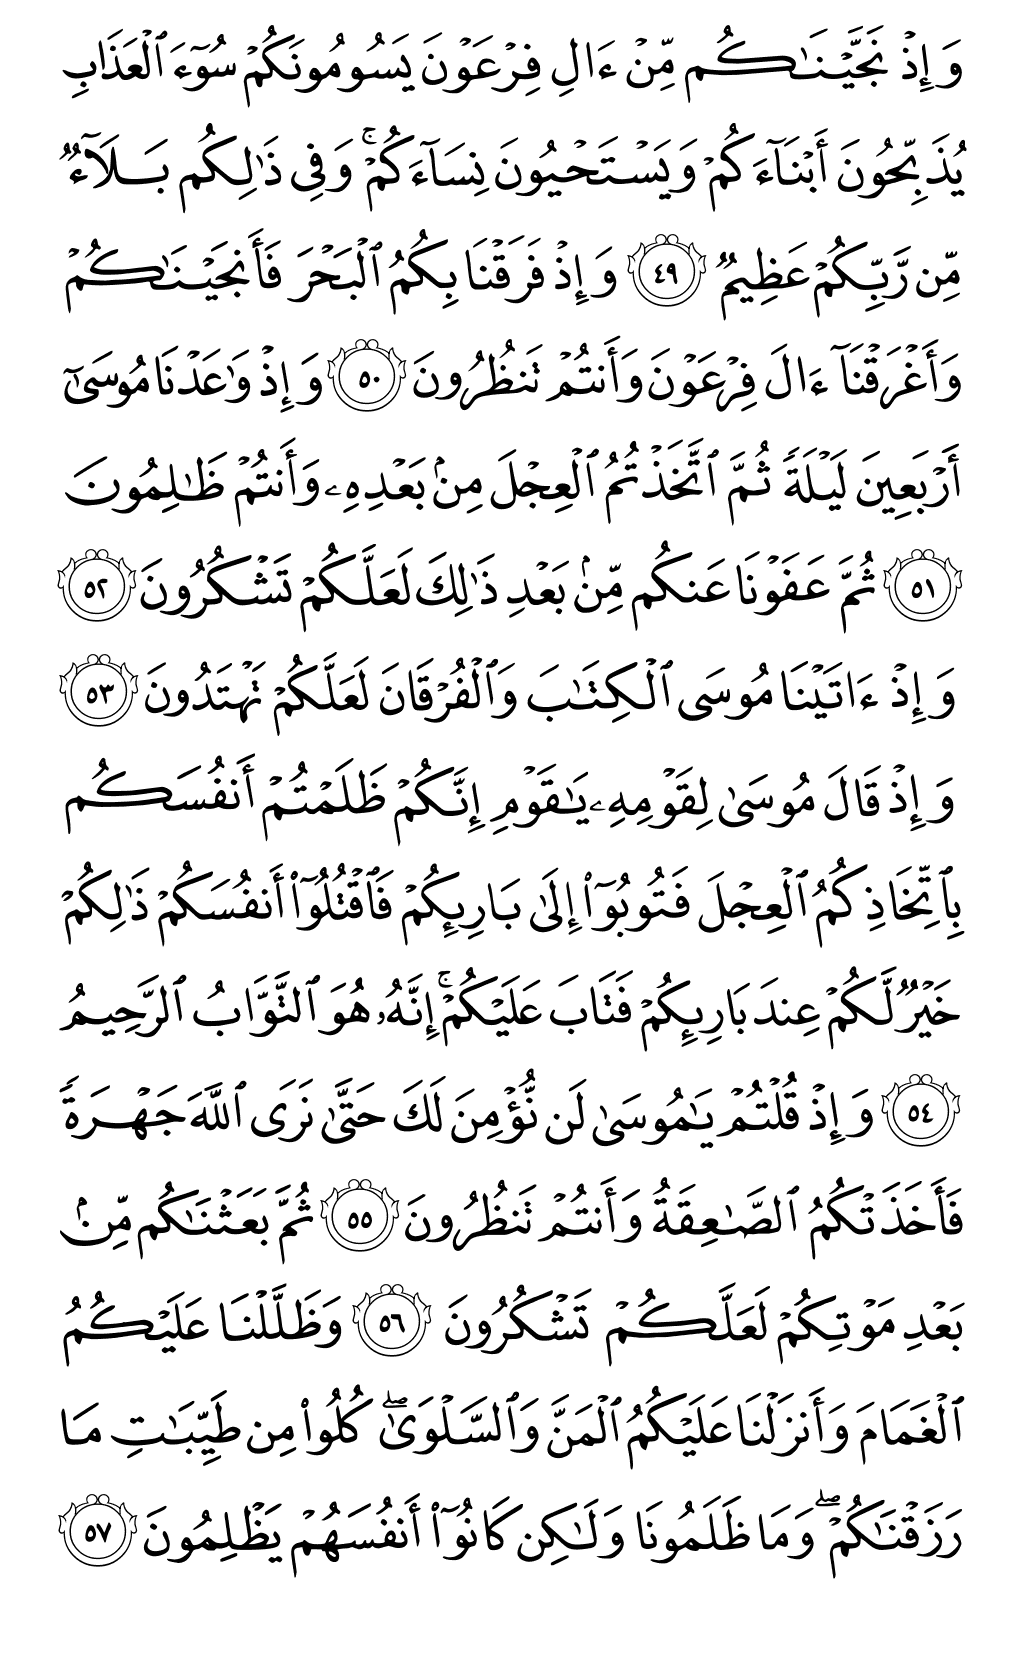 وَإِذۡ نَجَّيۡنَٰكُم مِّنۡ ءَالِ فِرۡعَوۡنَ يَسُومُونَكُمۡ سُوٓءَ ٱلۡعَذَابِ
يُذَبِّحُونَ أَبۡنَآءَكُمۡ وَيَسۡتَحۡيُونَ نِسَآءَكُمۡۚ وَفِي ذَٰلِكُم بَلَآءٞ
مِّن رَّبِّكُمۡ عَظِيمٞ ٤٩ وَإِذۡ فَرَقۡنَا بِكُمُ ٱلۡبَحۡرَ فَأَنجَيۡنَٰكُمۡ
وَأَغۡرَقۡنَآ ءَالَ فِرۡعَوۡنَ وَأَنتُمۡ تَنظُرُونَ ٥٠ وَإِذۡ وَٰعَدۡنَا مُوسَىٰٓ
أَرۡبَعِينَ لَيۡلَةٗ ثُمَّ ٱتَّخَذۡتُمُ ٱلۡعِجۡلَ مِنۢ بَعۡدِهِۦ وَأَنتُمۡ ظَٰلِمُونَ
٥١ ثُمَّ عَفَوۡنَا عَنكُم مِّنۢ بَعۡدِ ذَٰلِكَ لَعَلَّكُمۡ تَشۡكُرُونَ ٥٢
وَإِذۡ ءَاتَيۡنَا مُوسَى ٱلۡكِتَٰبَ وَٱلۡفُرۡقَانَ لَعَلَّكُمۡ تَهۡتَدُونَ ٥٣
وَإِذۡ قَالَ مُوسَىٰ لِقَوۡمِهِۦ يَٰقَوۡمِ إِنَّكُمۡ ظَلَمۡتُمۡ أَنفُسَكُم
بِٱتِّخَاذِكُمُ ٱلۡعِجۡلَ فَتُوبُوٓاْ إِلَىٰ بَارِئِكُمۡ فَٱقۡتُلُوٓاْ أَنفُسَكُمۡ ذَٰلِكُمۡ
خَيۡرٞ لَّكُمۡ عِندَ بَارِئِكُمۡ فَتَابَ عَلَيۡكُمۡۚ إِنَّهُۥ هُوَ ٱلتَّوَّابُ ٱلرَّحِيمُ
٥٤ وَإِذۡ قُلۡتُمۡ يَٰمُوسَىٰ لَن نُّؤۡمِنَ لَكَ حَتَّىٰ نَرَى ٱللَّهَ جَهۡرَةٗ
فَأَخَذَتۡكُمُ ٱلصَّٰعِقَةُ وَأَنتُمۡ تَنظُرُونَ ٥٥ ثُمَّ بَعَثۡنَٰكُم مِّنۢ
بَعۡدِ مَوۡتِكُمۡ لَعَلَّكُمۡ تَشۡكُرُونَ ٥٦ وَظَلَّلۡنَا عَلَيۡكُمُ
ٱلۡغَمَامَ وَأَنزَلۡنَا عَلَيۡكُمُ ٱلۡمَنَّ وَٱلسَّلۡوَىٰۖ كُلُواْ مِن طَيِّبَٰتِ مَا
رَزَقۡنَٰكُمۡۖ وَمَا ظَلَمُونَا وَلَٰكِن كَانُوٓاْ أَنفُسَهُمۡ يَظۡلِمُونَ ٥٧